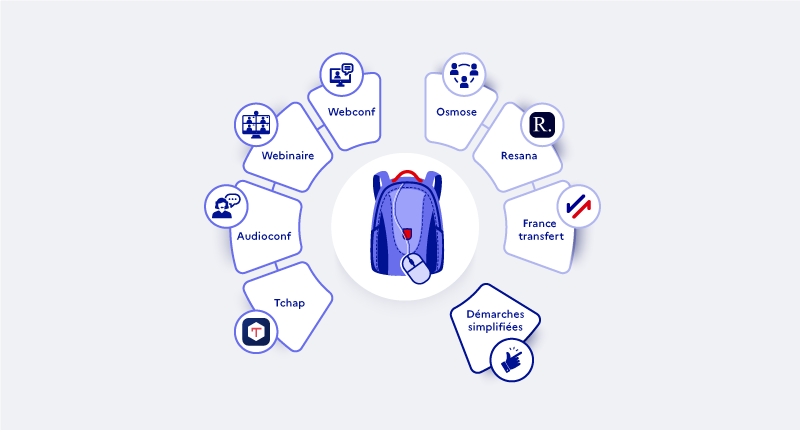 Webconf
Osmose
Webinaire
Resana
R.
Audioconf
France
transfert
Tchap
Démarches
simplifiées